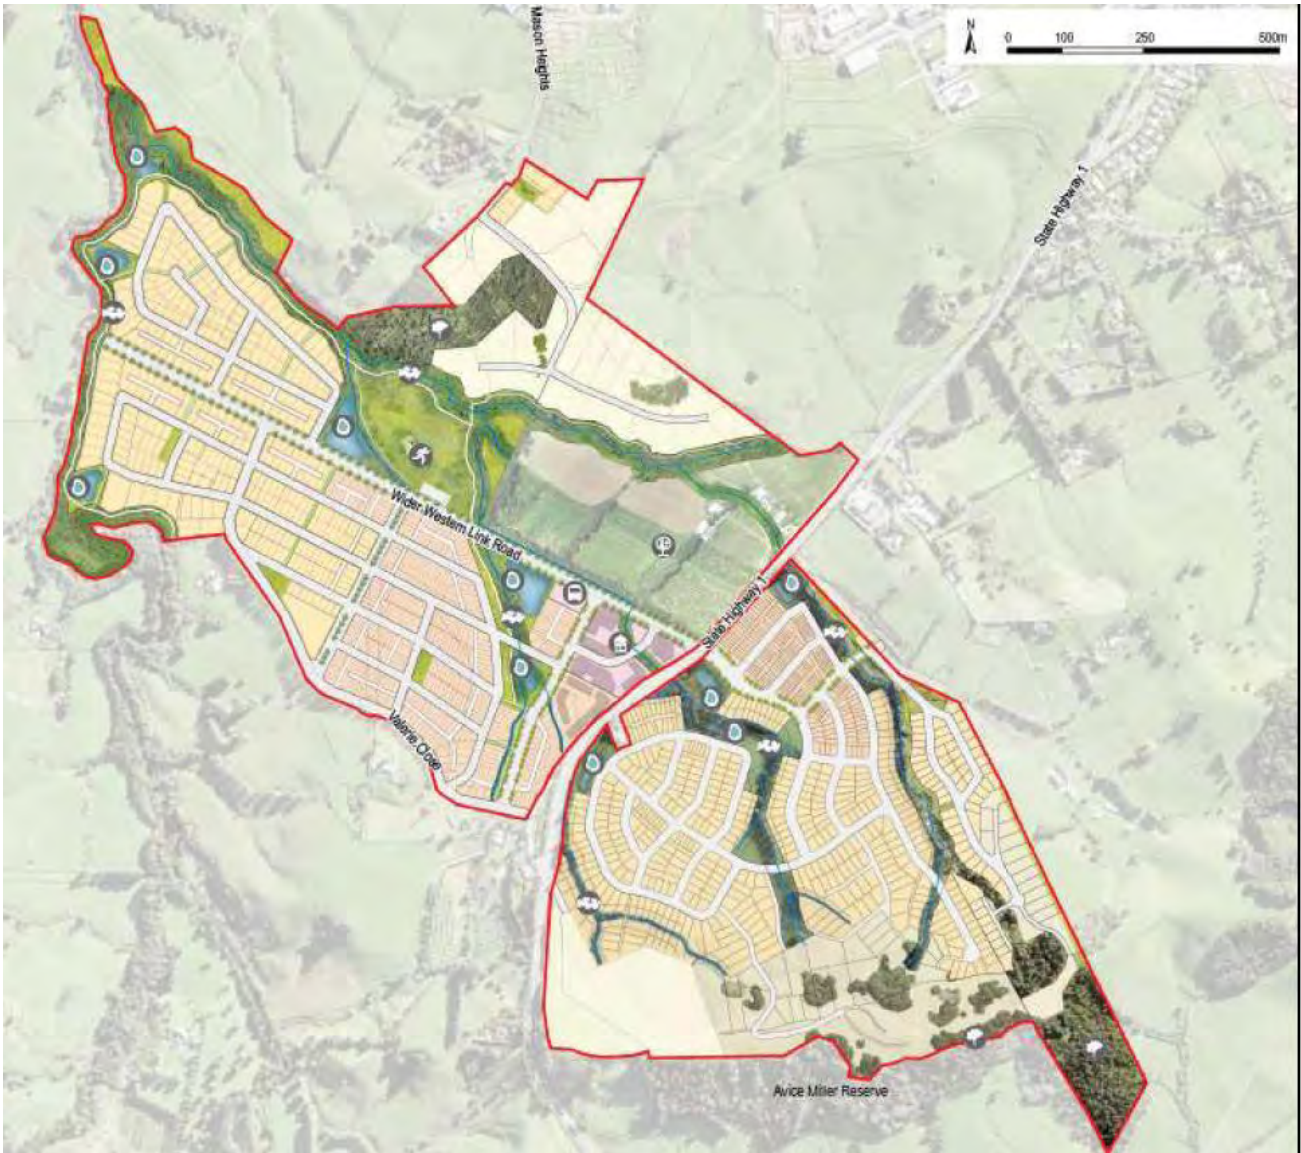 Mason Heights
N
0 100 250 500m
State Highway 1
Wider Western Link Road
State Highway 1
Valerie Close
Avice Miller Reserve